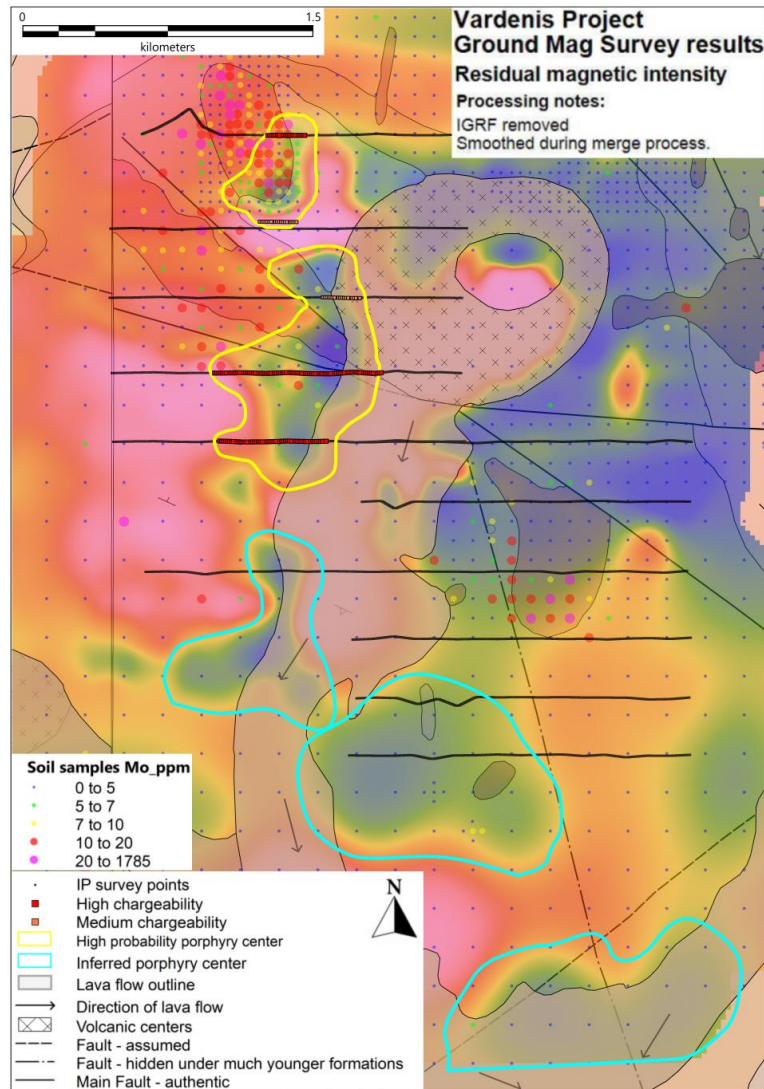 0 1.5
kilometers
Vardenis Project
Ground Mag Survey results
Residual magnetic intensity
Processing notes:
IGRF removed
Smoothed during merge process.
Soil samples Mo_ppm
0 to 5
5 to 7
7 to 10
10 to 20
20 to 1785
IP survey points
High chargeability
Medium chargeability
High probability porphyry center
Inferred porphyry center
Lava flow outline
Direction of lava flow
Volcanic centers
Fault - assumed
Fault - hidden under much younger formations
Main Fault - authentic
N